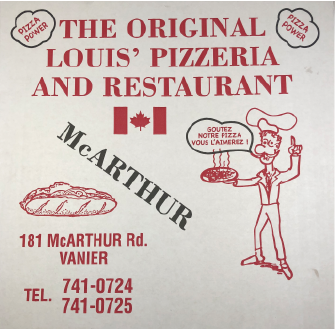 PIZZA
POWER
PIZZA
POWER
THE ORIGINAL
LOUIS' PIZZERIA
AND RESTAURANT
McARTHUR
GOUTEZ
NOTRE PIZZA
VOUS L'AIMEREZ !
181 McARTHUR Rd.
VANIER
TEL. 741-0724
741-0725